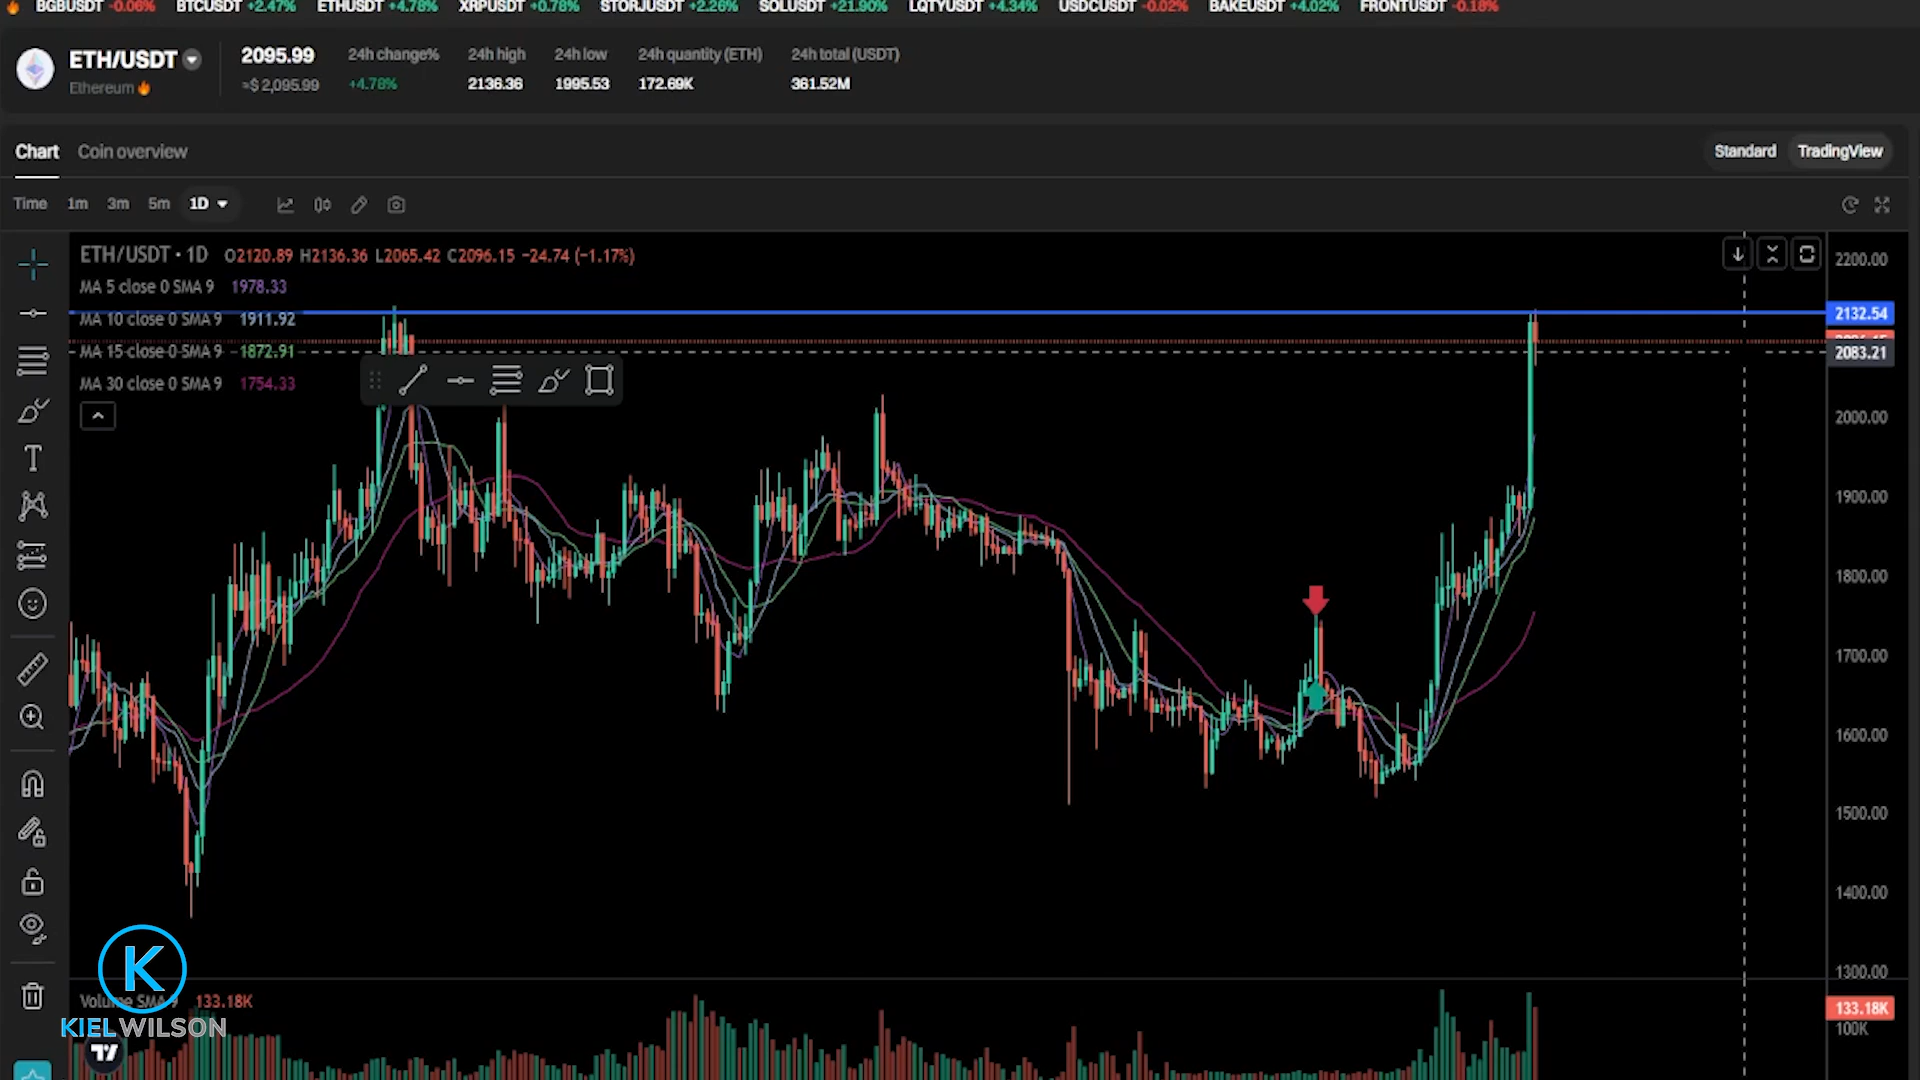 BGBUSDT -0.06% BTCUSDT +2.47% ETHUSDT +4.78% XRPUSDT +0.78% STORJUSDT +2.26% SOLUSDT +21.90% LQTYUSDT +4.34% USDCUSDT -0.02% BAKEUSDT +4.02% FRONTUSDT -0.18%
ETH/USDT 2095.99 24h change% 24h high 24h low 24h quantity (ETH) 24h total (USDT)
Ethereum ≈$ 2,095.99 +4.78% 2136.36 1995.53 172.69K 361.52M
Chart Coin overview Standard TradingView
Time 1m 3m 5m 1D
ETH/USDT · 1D O2120.89 H2136.36 L2065.42 C2096.15 −24.74 (−1.17%)
MA 5 close 0 SMA 9 1978.33
MA 10 close 0 SMA 9 1911.92
MA 15 close 0 SMA 9 1872.91
MA 30 close 0 SMA 9 1754.33
2200.00
2132.54
2083.21
2000.00
1900.00
1800.00
1700.00
1600.00
1500.00
1400.00
1300.00
Volume SMA 9 133.18K
133.18K
100K
K
KIELWILSON